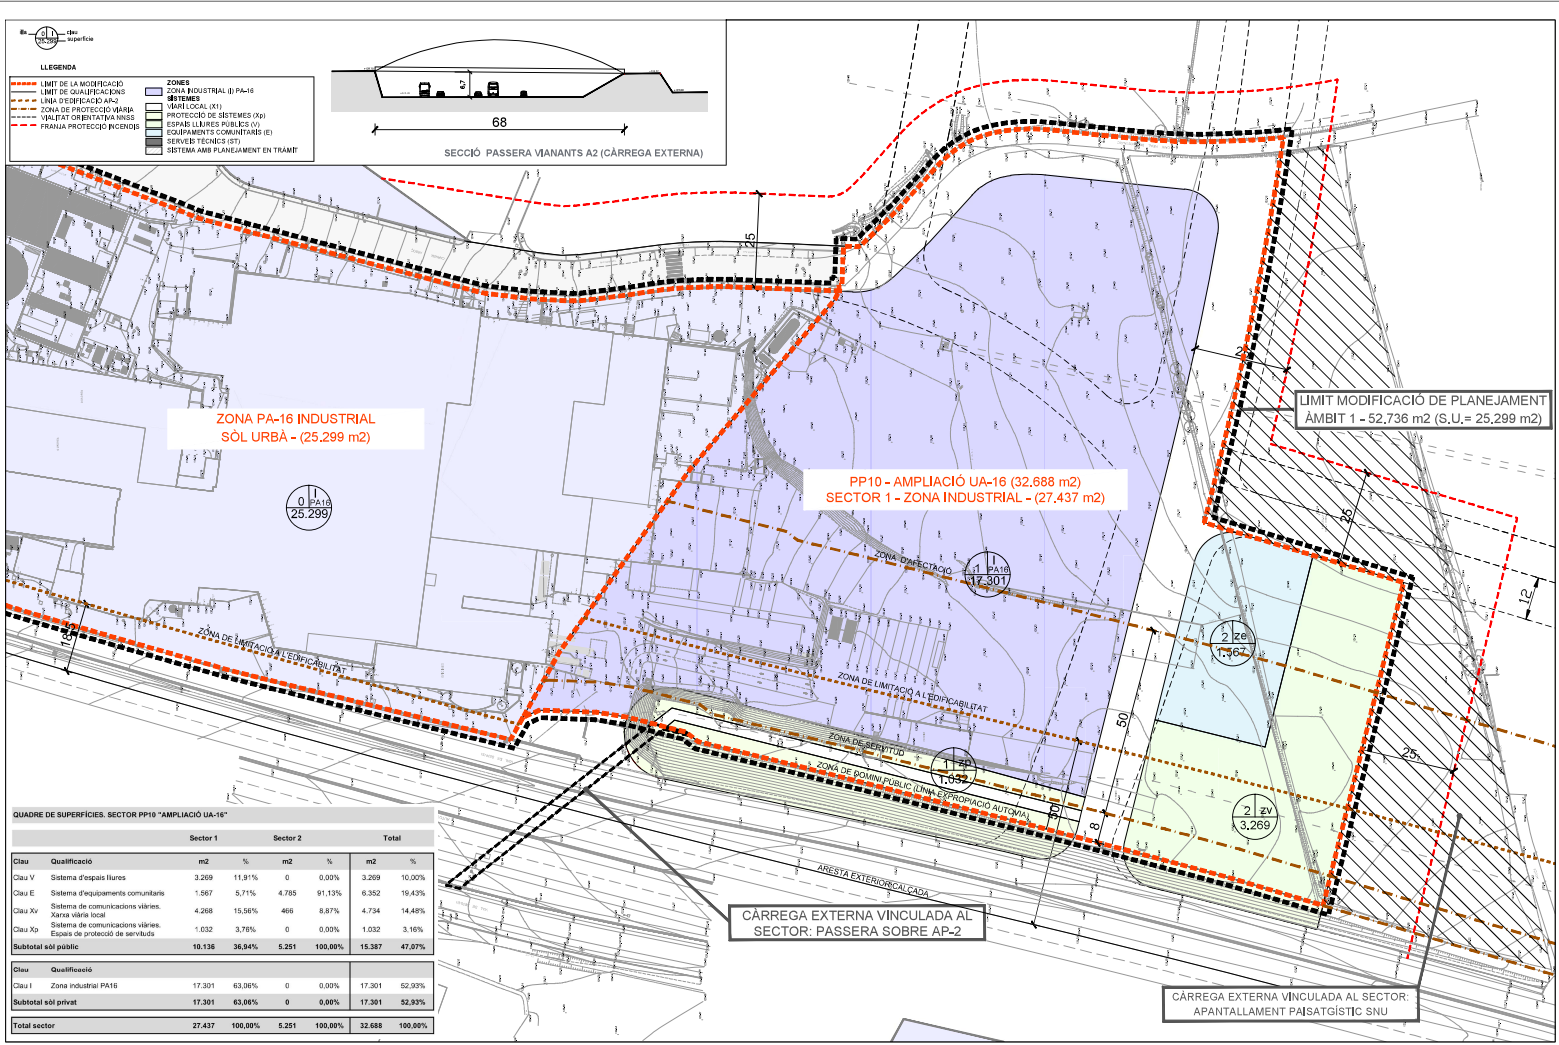 illa
0
I
25.299
clau
superfície
LLEGENDA
LIMIT DE LA MODIFICACIÓ
LIMIT DE QUALIFICACIONS
LÍNIA D'EDIFICACIÓ AP-2
ZONA DE PROTECCIÓ VIÀRIA
VIALITAT ORIENTATIVA NNSS
FRANJA PROTECCIÓ INCENDIS
ZONES
ZONA INDUSTRIAL (I) PA-16
SISTEMES
VIARI LOCAL (X1)
PROTECCIÓ DE SISTEMES (Xp)
ESPAIS LLIURES PÚBLICS (V)
EQUIPAMENTS COMUNITARIS (E)
SERVEIS TÈCNICS (ST)
SISTEMA AMB PLANEJAMENT EN TRÀMIT
6,7
68
SECCIÓ PASSERA VIANANTS A2 (CÀRREGA EXTERNA)
25
ZONA PA-16 INDUSTRIAL
SÒL URBÀ - (25.299 m2)
0
I
PA16
25.299
LIMIT MODIFICACIÓ DE PLANEJAMENT
ÀMBIT 1 - 52.736 m2 (S.U.= 25.299 m2)
PP10 - AMPLIACIÓ UA-16 (32.688 m2)
SECTOR 1 - ZONA INDUSTRIAL - (27.437 m2)
25
ZONA D'AFECTACIÓ
1
I
PA16
17.301
12
ZONA DE LIMITACIÓ A L'EDIFICABILITAT
2
ze
1.567
ZONA DE LIMITACIÓ A L'EDIFICABILITAT
50
ZONA DE SERVITUD
25
1
zp
1.032
ZONA DE DOMINI PÚBLIC (LÍNIA EXPROPIACIÓ AUTOVIA)
50
8
2
zv
3.269
ARESTA EXTERIOR CALÇADA
CÀRREGA EXTERNA VINCULADA AL
SECTOR: PASSERA SOBRE AP-2
CÀRREGA EXTERNA VINCULADA AL SECTOR:
APANTALLAMENT PAISATGÍSTIC SNU
QUADRE DE SUPERFÍCIES. SECTOR PP10 "AMPLIACIÓ UA-16"
Sector 1 Sector 2 Total
Clau Qualificació m2 % m2 % m2 %
Clau V Sistema d'espais lliures 3.269 11,91% 0 0,00% 3.269 10,00%
Clau E Sistema d'equipaments comunitaris 1.567 5,71% 4.785 91,13% 6.352 19,43%
Clau Xv Sistema de comunicacions viàries. Xarxa viària local 4.268 15,56% 466 8,87% 4.734 14,48%
Clau Xp Sistema de comunicacions viàries. Espais de protecció de servituds 1.032 3,76% 0 0,00% 1.032 3,16%
Subtotal sòl públic 10.136 36,94% 5.251 100,00% 15.387 47,07%
Clau Qualificació
Clau I Zona industrial PA16 17.301 63,06% 0 0,00% 17.301 52,93%
Subtotal sòl privat 17.301 63,06% 0 0,00% 17.301 52,93%
Total sector 27.437 100,00% 5.251 100,00% 32.688 100,00%